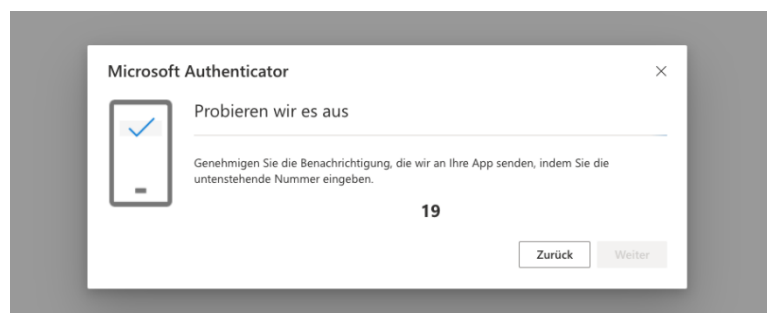 Microsoft Authenticator
Probieren wir es aus
Genehmigen Sie die Benachrichtigung, die wir an Ihre App senden, indem Sie die
untenstehende Nummer eingeben.
19
Zurück
Weiter